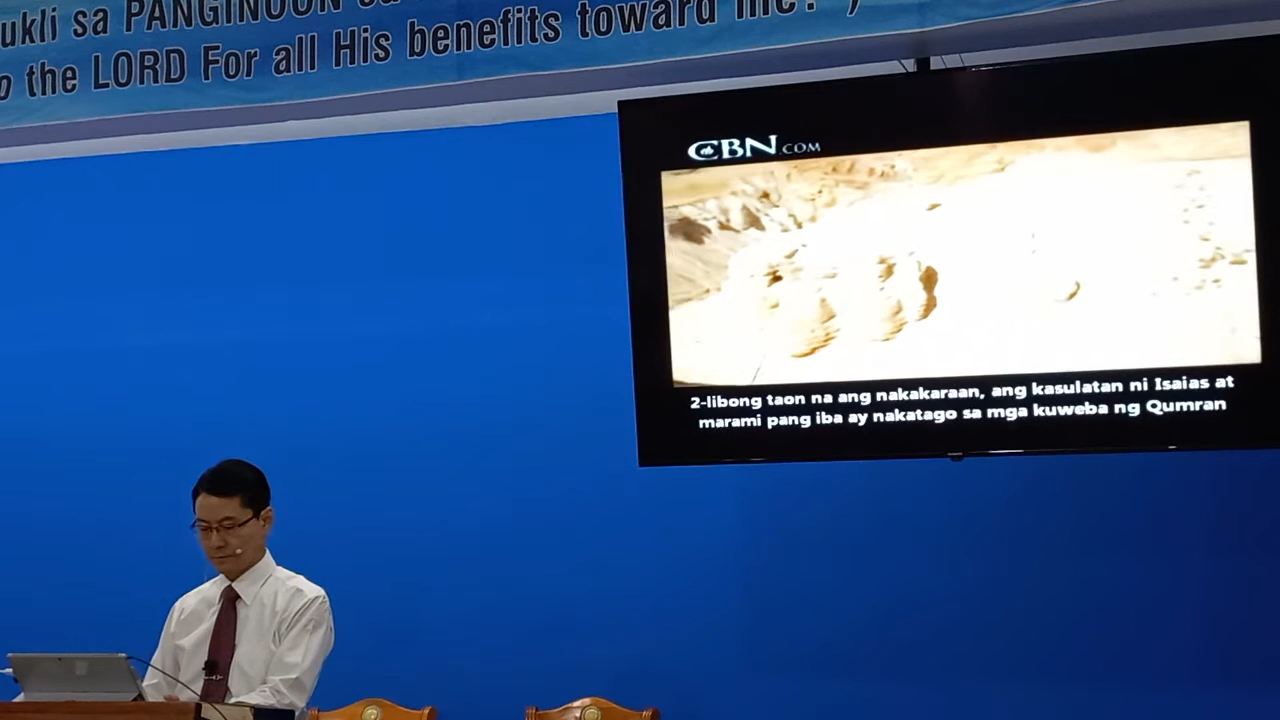 ukli sa PANGINOON
to the LORD For all His benefits toward me?")
CBN.COM
2-libong taon na ang nakakaraan, ang kasulatan ni Isaias at
marami pang iba ay nakatago sa mga kuweba ng Qumran